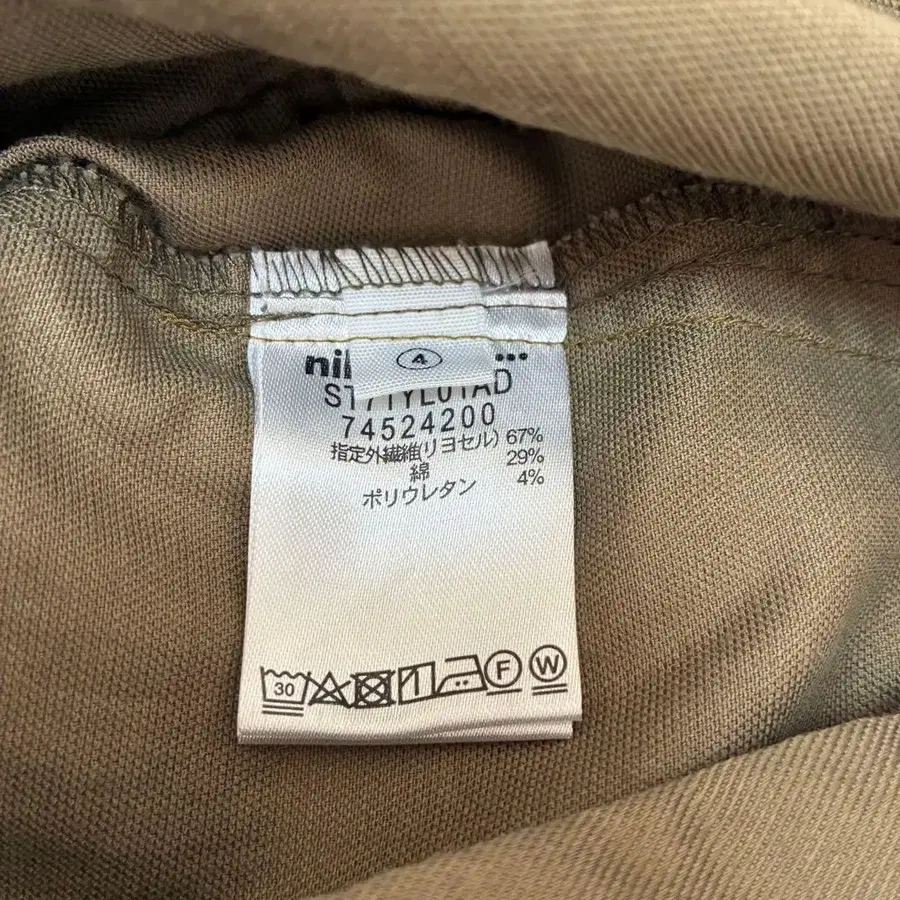 ④
nil
74524200
指定外繊維(リヨセル) 67%
綿 29%
ポリウレタン 4%
30 F W